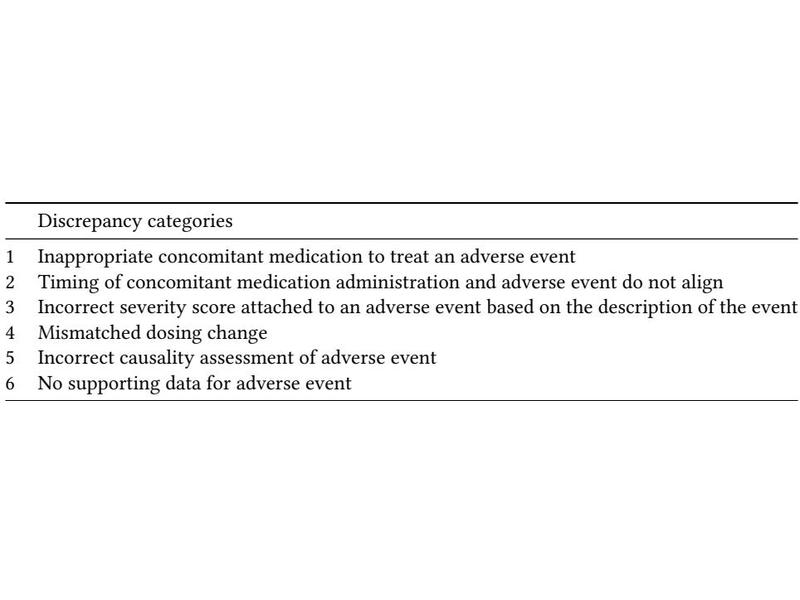 Discrepancy categories
1 Inappropriate concomitant medication to treat an adverse event
2 Timing of concomitant medication administration and adverse event do not align
3 Incorrect severity score attached to an adverse event based on the description of the event
4 Mismatched dosing change
5 Incorrect causality assessment of adverse event
6 No supporting data for adverse event